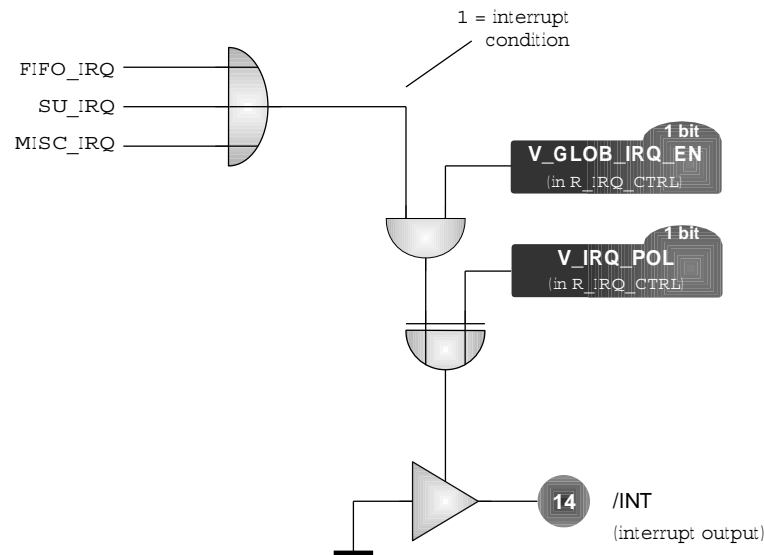 1 = interrupt
condition
FIFO_IRQ
SU_IRQ
MISC_IRQ
1 bit
V_GLOB_IRQ_EN
(in R_IRQ_CTRL)
1 bit
V_IRQ_POL
(in R_IRQ_CTRL)
14
/INT
(interrupt output)